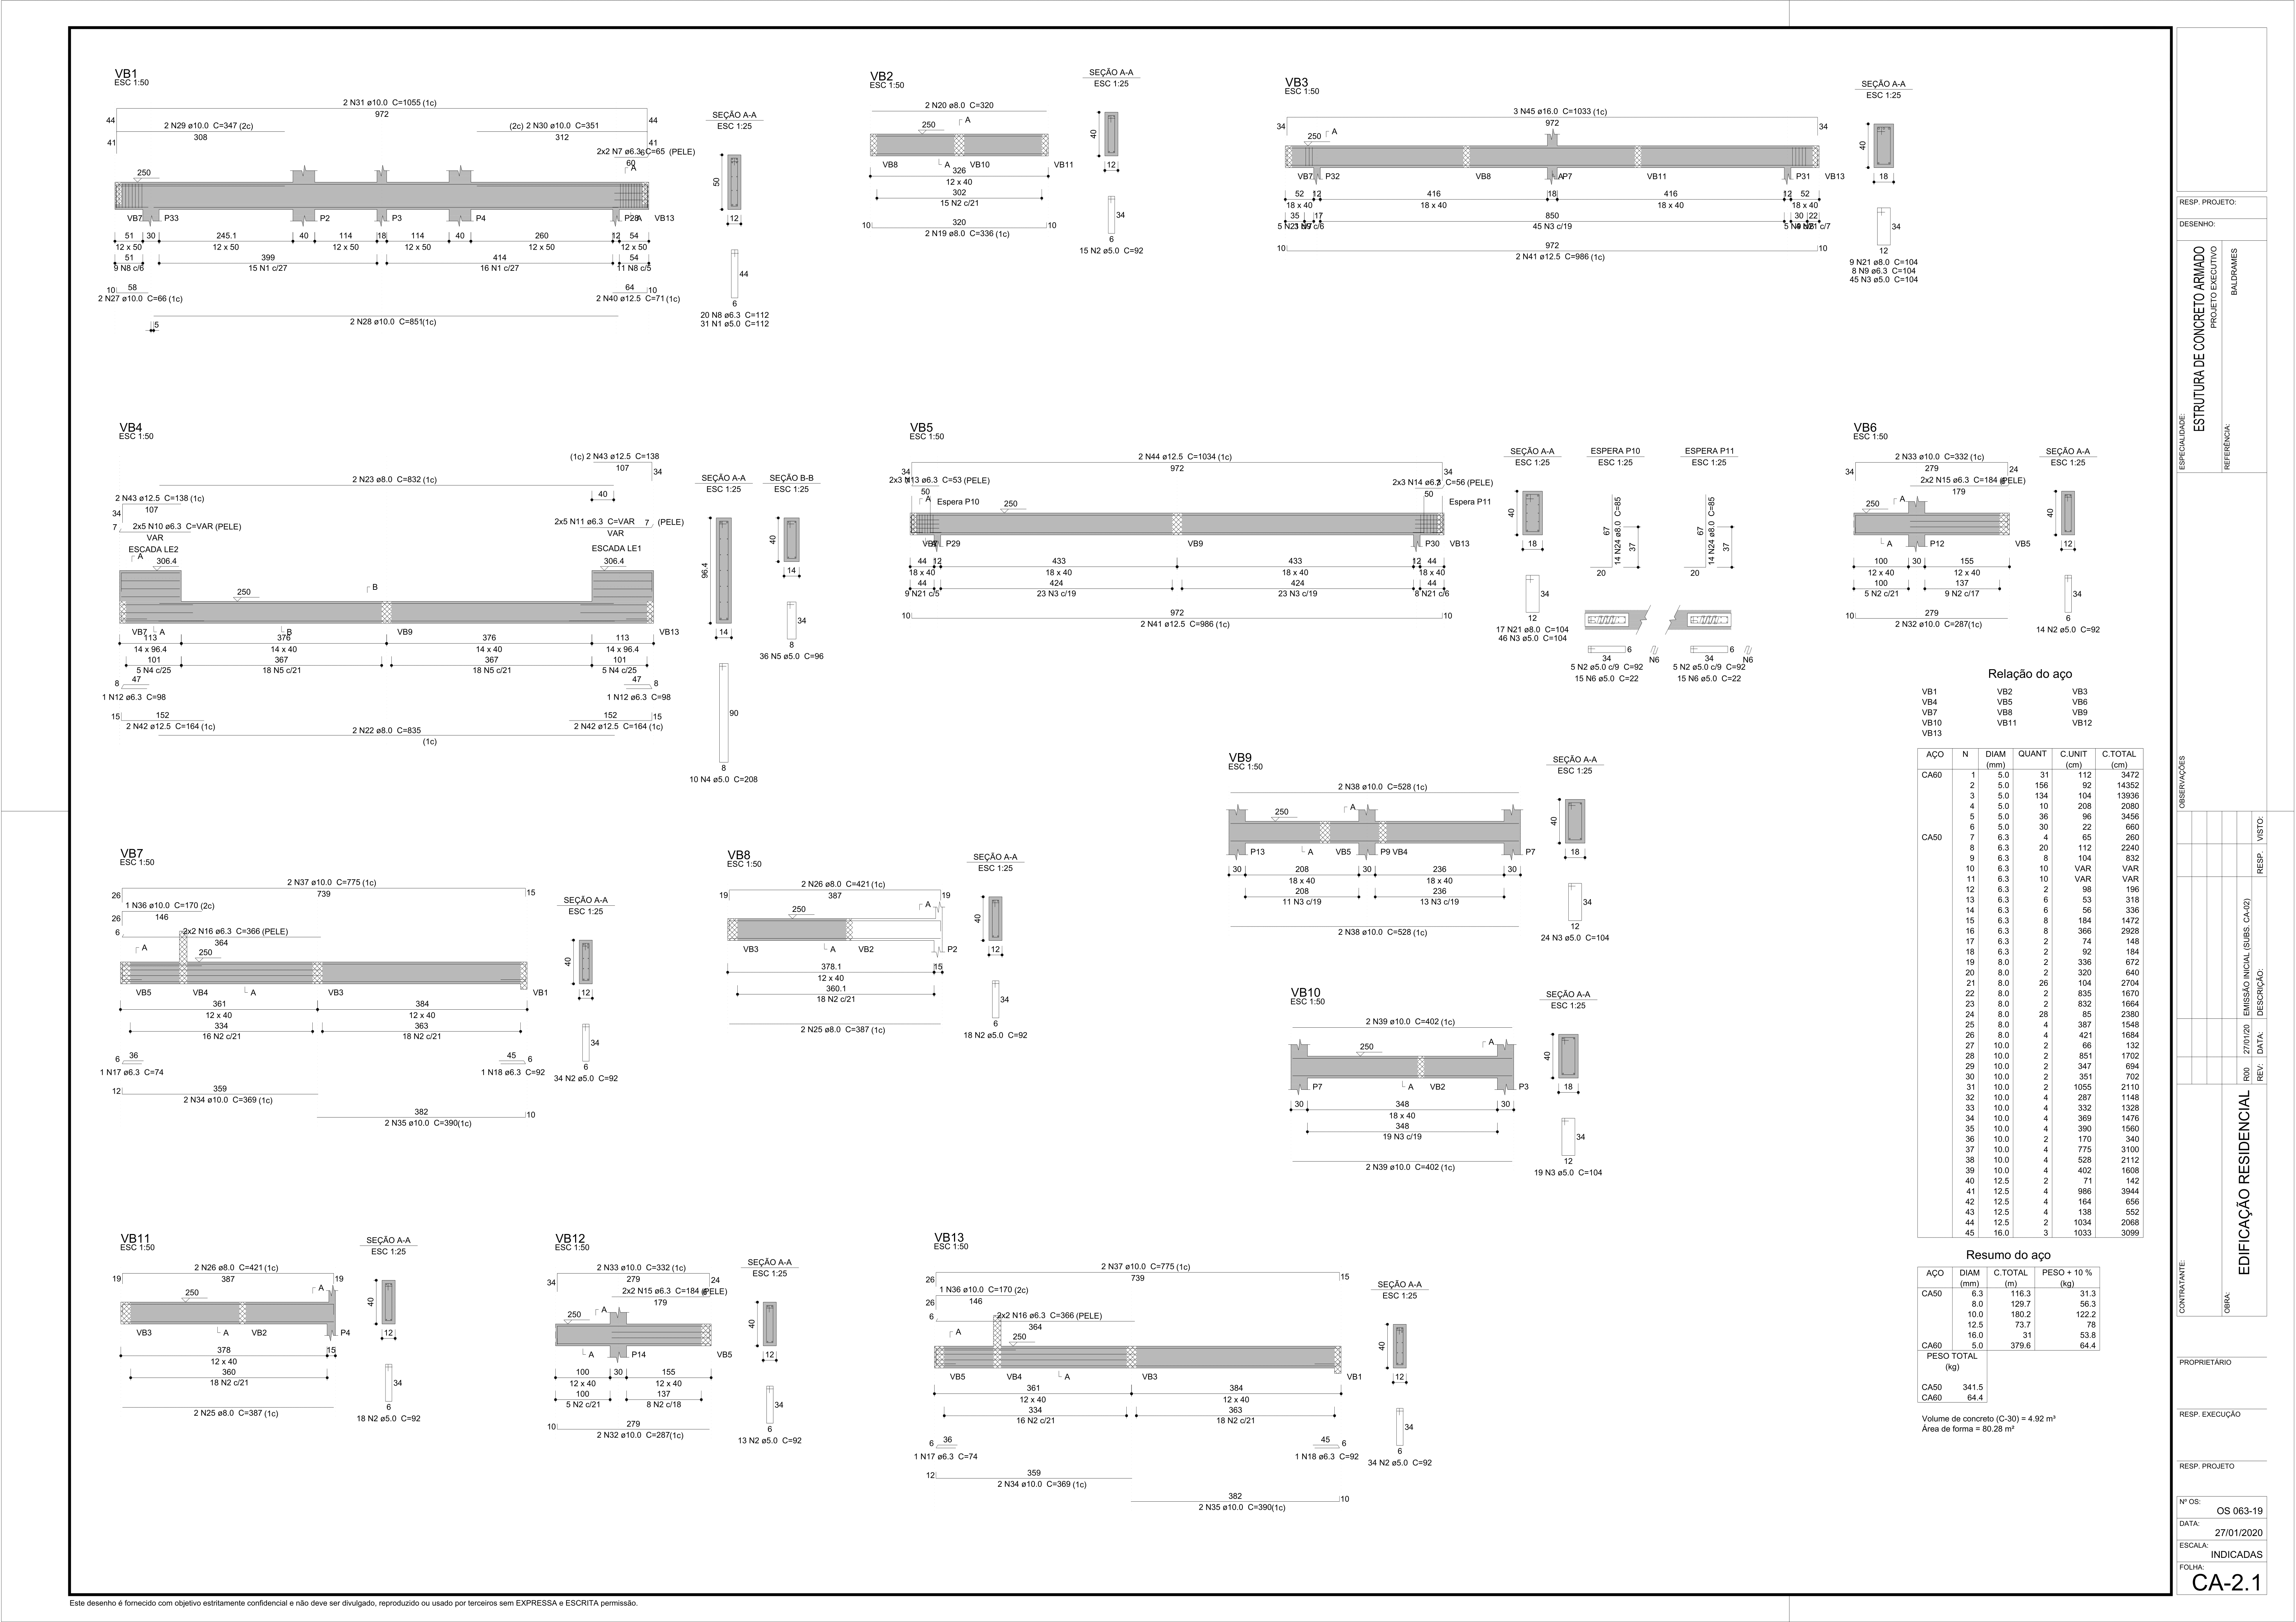 VB1
ESC 1:50
2 N31 ø10.0 C=1055 (1c)
972
44
44
2 N29 ø10.0 C=347 (2c)
308
(2c) 2 N30 ø10.0 C=351
312
41
41
2x2 N7 ø6.3 C=65 (PELE)
60
A
250
VB7
P33
P2
P3
P4
P28
A
VB13
51
30
245.1
40
114
18
114
40
260
12
54
12 x 50
12 x 50
12 x 50
12 x 50
12 x 50
12 x 50
51
399
414
54
9 N8 c/6
15 N1 c/27
16 N1 c/27
11 N8 c/5
10
58
64
10
2 N27 ø10.0 C=66 (1c)
2 N40 ø12.5 C=71 (1c)
2 N28 ø10.0 C=851(1c)
5
SEÇÃO A-A
ESC 1:25
50
12
44
6
20 N8 ø6.3 C=112
31 N1 ø5.0 C=112
VB2
ESC 1:50
2 N20 ø8.0 C=320
250
A
VB8
A
VB10
VB11
326
12 x 40
302
15 N2 c/21
10
320
10
2 N19 ø8.0 C=336 (1c)
SEÇÃO A-A
ESC 1:25
40
12
34
6
15 N2 ø5.0 C=92
VB3
ESC 1:50
3 N45 ø16.0 C=1033 (1c)
972
34
34
250
A
VB7
P32
VB8
A
P7
VB11
P31
VB13
52
12
416
18
416
12
52
18 x 40
18 x 40
18 x 40
18 x 40
35
17
850
30
22
45 N3 c/19
10
972
10
2 N41 ø12.5 C=986 (1c)
SEÇÃO A-A
ESC 1:25
40
18
34
12
9 N21 ø8.0 C=104
8 N9 ø6.3 C=104
45 N3 ø5.0 C=104
VB4
ESC 1:50
(1c) 2 N43 ø12.5 C=138
107
34
2 N23 ø8.0 C=832 (1c)
40
2 N43 ø12.5 C=138 (1c)
107
34
7
2x5 N10 ø6.3 C=VAR (PELE)
VAR
2x5 N11 ø6.3 C=VAR
7
(PELE)
VAR
ESCADA LE2
A
306.4
ESCADA LE1
306.4
250
B
VB7
A
B
VB9
VB13
113
376
376
113
14 x 96.4
14 x 40
14 x 40
14 x 96.4
101
367
367
101
5 N4 c/25
18 N5 c/21
18 N5 c/21
5 N4 c/25
8
47
47
8
1 N12 ø6.3 C=98
1 N12 ø6.3 C=98
15
152
152
15
2 N42 ø12.5 C=164 (1c)
2 N42 ø12.5 C=164 (1c)
2 N22 ø8.0 C=835
(1c)
SEÇÃO A-A
ESC 1:25
96.4
14
90
8
10 N4 ø5.0 C=208
SEÇÃO B-B
ESC 1:25
40
14
34
8
36 N5 ø5.0 C=96
VB5
ESC 1:50
2 N44 ø12.5 C=1034 (1c)
972
34
34
2x3 N13 ø6.3 C=53 (PELE)
50
2x3 N14 ø6.3 C=56 (PELE)
50
A
Espera P10
250
Espera P11
P29
VB9
P30
VB13
44
12
433
433
12
44
18 x 40
18 x 40
18 x 40
18 x 40
44
424
424
44
9 N21 c/5
23 N3 c/19
23 N3 c/19
8 N21 c/6
10
972
10
2 N41 ø12.5 C=986 (1c)
SEÇÃO A-A
ESC 1:25
40
18
34
12
17 N21 ø8.0 C=104
46 N3 ø5.0 C=104
ESPERA P10
ESC 1:25
67
14 N24 ø8.0 C=85
37
20
6
34
N6
5 N2 ø5.0 c/9 C=92
15 N6 ø5.0 C=22
ESPERA P11
ESC 1:25
67
14 N24 ø8.0 C=85
37
20
6
34
N6
5 N2 ø5.0 c/9 C=92
15 N6 ø5.0 C=22
VB6
ESC 1:50
2 N33 ø10.0 C=332 (1c)
34
279
24
2x2 N15 ø6.3 C=184 (PELE)
179
250
A
A
P12
VB5
100
30
155
12 x 40
12 x 40
100
137
5 N2 c/21
9 N2 c/17
10
279
2 N32 ø10.0 C=287(1c)
SEÇÃO A-A
ESC 1:25
40
12
34
6
14 N2 ø5.0 C=92
VB7
ESC 1:50
2 N37 ø10.0 C=775 (1c)
26
739
15
1 N36 ø10.0 C=170 (2c)
26
146
6
2x2 N16 ø6.3 C=366 (PELE)
364
A
250
VB5
VB4
A
VB3
VB1
361
384
12 x 40
12 x 40
334
363
16 N2 c/21
18 N2 c/21
6
36
45
6
1 N17 ø6.3 C=74
1 N18 ø6.3 C=92
12
359
2 N34 ø10.0 C=369 (1c)
382
10
2 N35 ø10.0 C=390(1c)
SEÇÃO A-A
ESC 1:25
40
12
34
6
34 N2 ø5.0 C=92
VB8
ESC 1:50
2 N26 ø8.0 C=421 (1c)
19
387
19
250
A
VB3
A
VB2
P2
378.1
15
12 x 40
360.1
18 N2 c/21
2 N25 ø8.0 C=387 (1c)
SEÇÃO A-A
ESC 1:25
40
12
34
6
18 N2 ø5.0 C=92
VB9
ESC 1:50
2 N38 ø10.0 C=528 (1c)
250
A
P13
A
VB5
P9 VB4
P7
30
208
30
236
30
18 x 40
18 x 40
208
236
11 N3 c/19
13 N3 c/19
2 N38 ø10.0 C=528 (1c)
SEÇÃO A-A
ESC 1:25
40
18
34
12
24 N3 ø5.0 C=104
VB10
ESC 1:50
2 N39 ø10.0 C=402 (1c)
250
A
P7
A
VB2
P3
30
348
30
18 x 40
348
19 N3 c/19
2 N39 ø10.0 C=402 (1c)
SEÇÃO A-A
ESC 1:25
40
18
34
12
19 N3 ø5.0 C=104
VB11
ESC 1:50
2 N26 ø8.0 C=421 (1c)
19
387
19
250
A
VB3
A
VB2
P4
378
15
12 x 40
360
18 N2 c/21
2 N25 ø8.0 C=387 (1c)
SEÇÃO A-A
ESC 1:25
40
12
34
6
18 N2 ø5.0 C=92
VB12
ESC 1:50
2 N33 ø10.0 C=332 (1c)
34
279
24
2x2 N15 ø6.3 C=184 (PELE)
179
250
A
A
P14
VB5
100
30
155
12 x 40
12 x 40
100
137
5 N2 c/21
8 N2 c/18
10
279
2 N32 ø10.0 C=287(1c)
SEÇÃO A-A
ESC 1:25
40
12
34
6
13 N2 ø5.0 C=92
VB13
ESC 1:50
2 N37 ø10.0 C=775 (1c)
26
739
15
1 N36 ø10.0 C=170 (2c)
26
146
6
2x2 N16 ø6.3 C=366 (PELE)
364
A
250
VB5
VB4
A
VB3
VB1
361
384
12 x 40
12 x 40
334
363
16 N2 c/21
18 N2 c/21
6
36
45
6
1 N17 ø6.3 C=74
1 N18 ø6.3 C=92
12
359
2 N34 ø10.0 C=369 (1c)
382
10
2 N35 ø10.0 C=390(1c)
SEÇÃO A-A
ESC 1:25
40
12
34
6
34 N2 ø5.0 C=92
Relação do aço
VB1 VB2 VB3
VB4 VB5 VB6
VB7 VB8 VB9
VB10 VB11 VB12
VB13
AÇO N DIAM QUANT C.UNIT C.TOTAL
(mm) (cm) (cm)
CA60 1 5.0 31 112 3472
2 5.0 156 92 14352
3 5.0 134 104 13936
4 5.0 10 208 2080
5 5.0 36 96 3456
6 5.0 30 22 660
CA50 7 6.3 4 65 260
8 6.3 20 112 2240
9 6.3 8 104 832
10 6.3 10 VAR VAR
11 6.3 10 VAR VAR
12 6.3 2 98 196
13 6.3 6 53 318
14 6.3 6 56 336
15 6.3 8 184 1472
16 6.3 8 366 2928
17 6.3 2 74 148
18 6.3 2 92 184
19 8.0 2 336 672
20 8.0 2 320 640
21 8.0 26 104 2704
22 8.0 2 835 1670
23 8.0 2 832 1664
24 8.0 28 85 2380
25 8.0 4 387 1548
26 8.0 4 421 1684
27 10.0 2 66 132
28 10.0 2 851 1702
29 10.0 2 347 694
30 10.0 2 351 702
31 10.0 2 1055 2110
32 10.0 4 287 1148
33 10.0 4 332 1328
34 10.0 4 369 1476
35 10.0 4 390 1560
36 10.0 2 170 340
37 10.0 4 775 3100
38 10.0 4 528 2112
39 10.0 4 402 1608
40 12.5 2 71 142
41 12.5 4 986 3944
42 12.5 4 164 656
43 12.5 4 138 552
44 12.5 2 1034 2068
45 16.0 3 1033 3099
Resumo do aço
AÇO DIAM C.TOTAL PESO + 10 %
(mm) (m) (kg)
CA50 6.3 116.3 31.3
8.0 129.7 56.3
10.0 180.2 122.2
12.5 73.7 78
16.0 31 53.8
CA60 5.0 379.6 64.4
PESO TOTAL
(kg)
CA50 341.5
CA60 64.4
Volume de concreto (C-30) = 4.92 m³
Área de forma = 80.28 m²
RESP. PROJETO:
DESENHO:
ESPECIALIDADE:
ESTRUTURA DE CONCRETO ARMADO
PROJETO EXECUTIVO
REFERÊNCIA:
BALDRAMES
OBSERVAÇÕES
R00 27/01/20 EMISSÃO INICIAL (SUBS. CA-02)
REV: DATA: DESCRIÇÃO: RESP. VISTO:
CONTRATANTE:
OBRA:
EDIFICAÇÃO RESIDENCIAL
PROPRIETÁRIO
RESP. EXECUÇÃO
RESP. PROJETO
Nº OS:
OS 063-19
DATA:
27/01/2020
ESCALA:
INDICADAS
FOLHA:
CA-2.1
Este desenho é fornecido com objetivo estritamente confidencial e não deve ser divulgado, reproduzido ou usado por terceiros sem EXPRESSA e ESCRITA permissão.